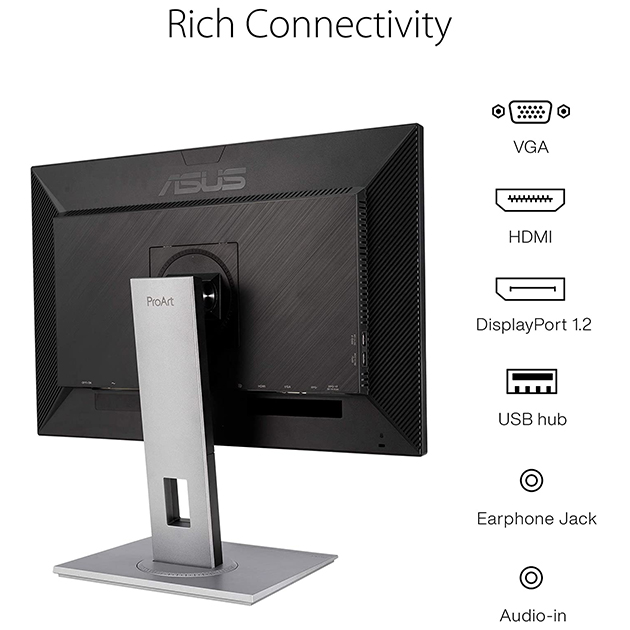 Rich Connectivity
ASUS
ProArt
VGA
HDMI
DisplayPort 1.2
USB hub
Earphone Jack
Audio-in